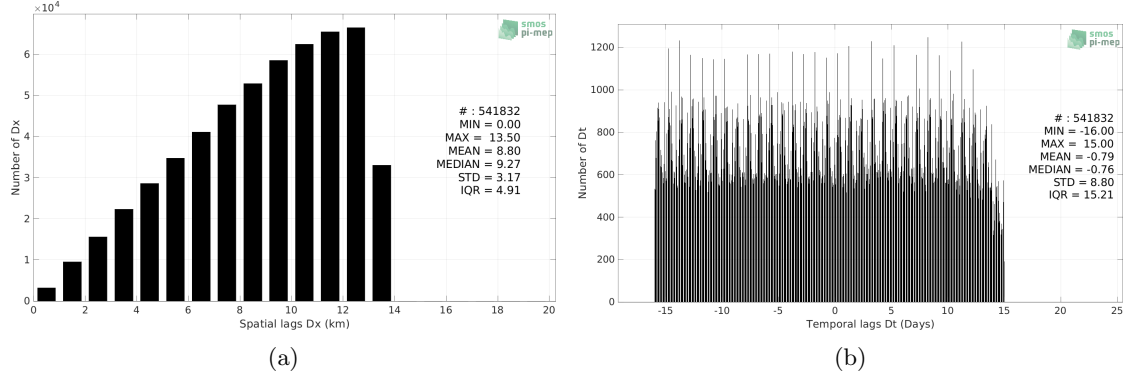 ×10⁴
7
6
5
4
3
2
1
0
Number of Dx
0 2 4 6 8 10 12 14 16 18 20
Spatial lags Dx (km)
smos
pi-mep
# : 541832
MIN = 0.00
MAX = 13.50
MEAN = 8.80
MEDIAN = 9.27
STD = 3.17
IQR = 4.91
(a)
1200
1000
800
600
400
200
0
Number of Dt
-15 -10 -5 0 5 10 15 20 25
Temporal lags Dt (Days)
smos
pi-mep
# : 541832
MIN = -16.00
MAX = 15.00
MEAN = -0.79
MEDIAN = -0.76
STD = 8.80
IQR = 15.21
(b)